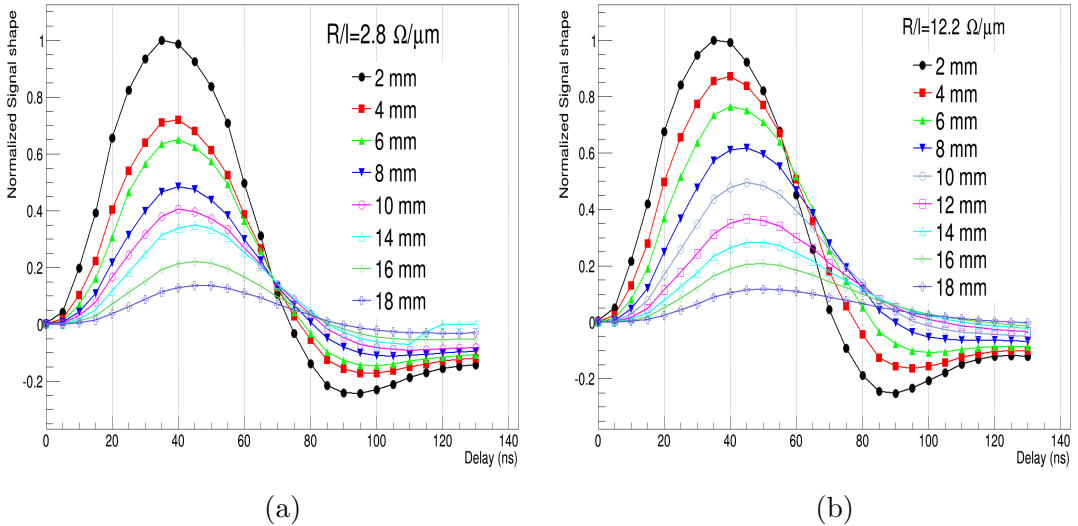 Normalized Signal shape
1
0.8
0.6
0.4
0.2
0
-0.2
R/l=2.8 Ω/μm
2 mm
4 mm
6 mm
8 mm
10 mm
14 mm
16 mm
18 mm
0 20 40 60 80 100 120 140
Delay (ns)
(a)
Normalized Signal shape
1
0.8
0.6
0.4
0.2
0
-0.2
R/l=12.2 Ω/μm
2 mm
4 mm
6 mm
8 mm
10 mm
12 mm
14 mm
16 mm
18 mm
0 20 40 60 80 100 120 140
Delay (ns)
(b)